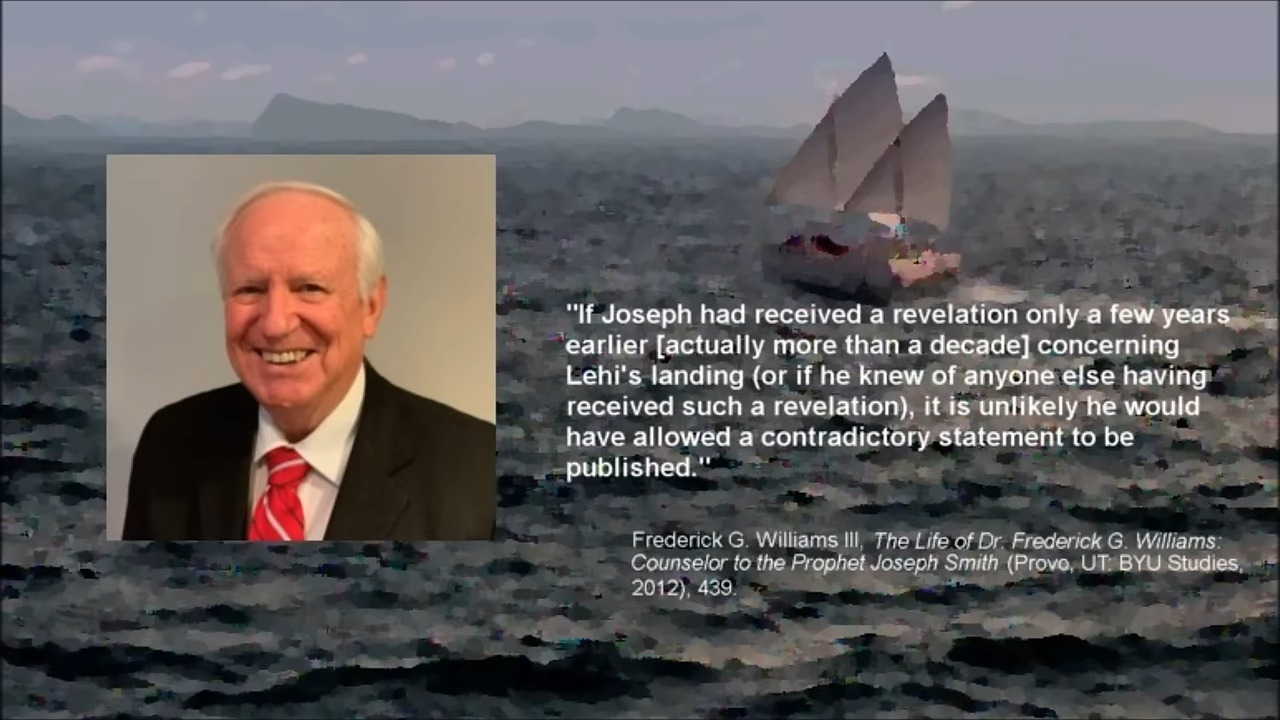 "If Joseph had received a revelation only a few years
earlier [actually more than a decade] concerning
Lehi's landing (or if he knew of anyone else having
received such a revelation), it is unlikely he would
have allowed a contradictory statement to be
published."
Frederick G. Williams III, The Life of Dr. Frederick G. Williams:
Counselor to the Prophet Joseph Smith (Provo, UT: BYU Studies,
2012), 439.